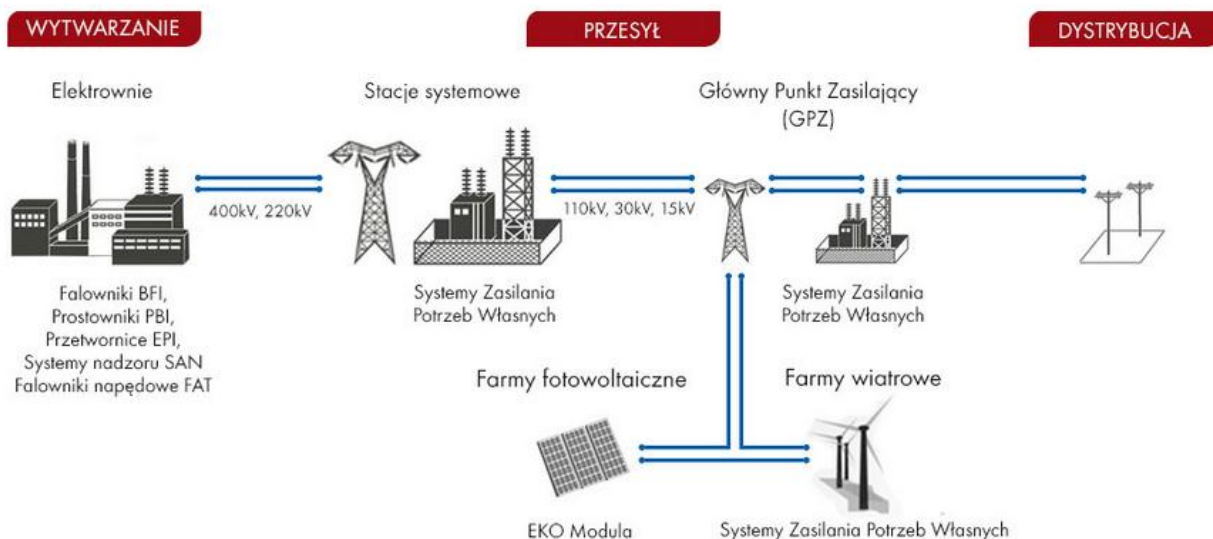 WYTWARZANIE
PRZESYŁ
DYSTRYBUCJA
Elektrownie
Stacje systemowe
Główny Punkt Zasilający
(GPZ)
400kV, 220kV
110kV, 30kV, 15kV
Falowniki BFI,
Prostowniki PBI,
Przetwornice EPI,
Systemy nadzoru SAN
Falowniki napędowe FAT
Systemy Zasilania
Potrzeb Własnych
Systemy Zasilania
Potrzeb Własnych
Farmy fotowoltaiczne
Farmy wiatrowe
EKO Modula
Systemy Zasilania Potrzeb Własnych